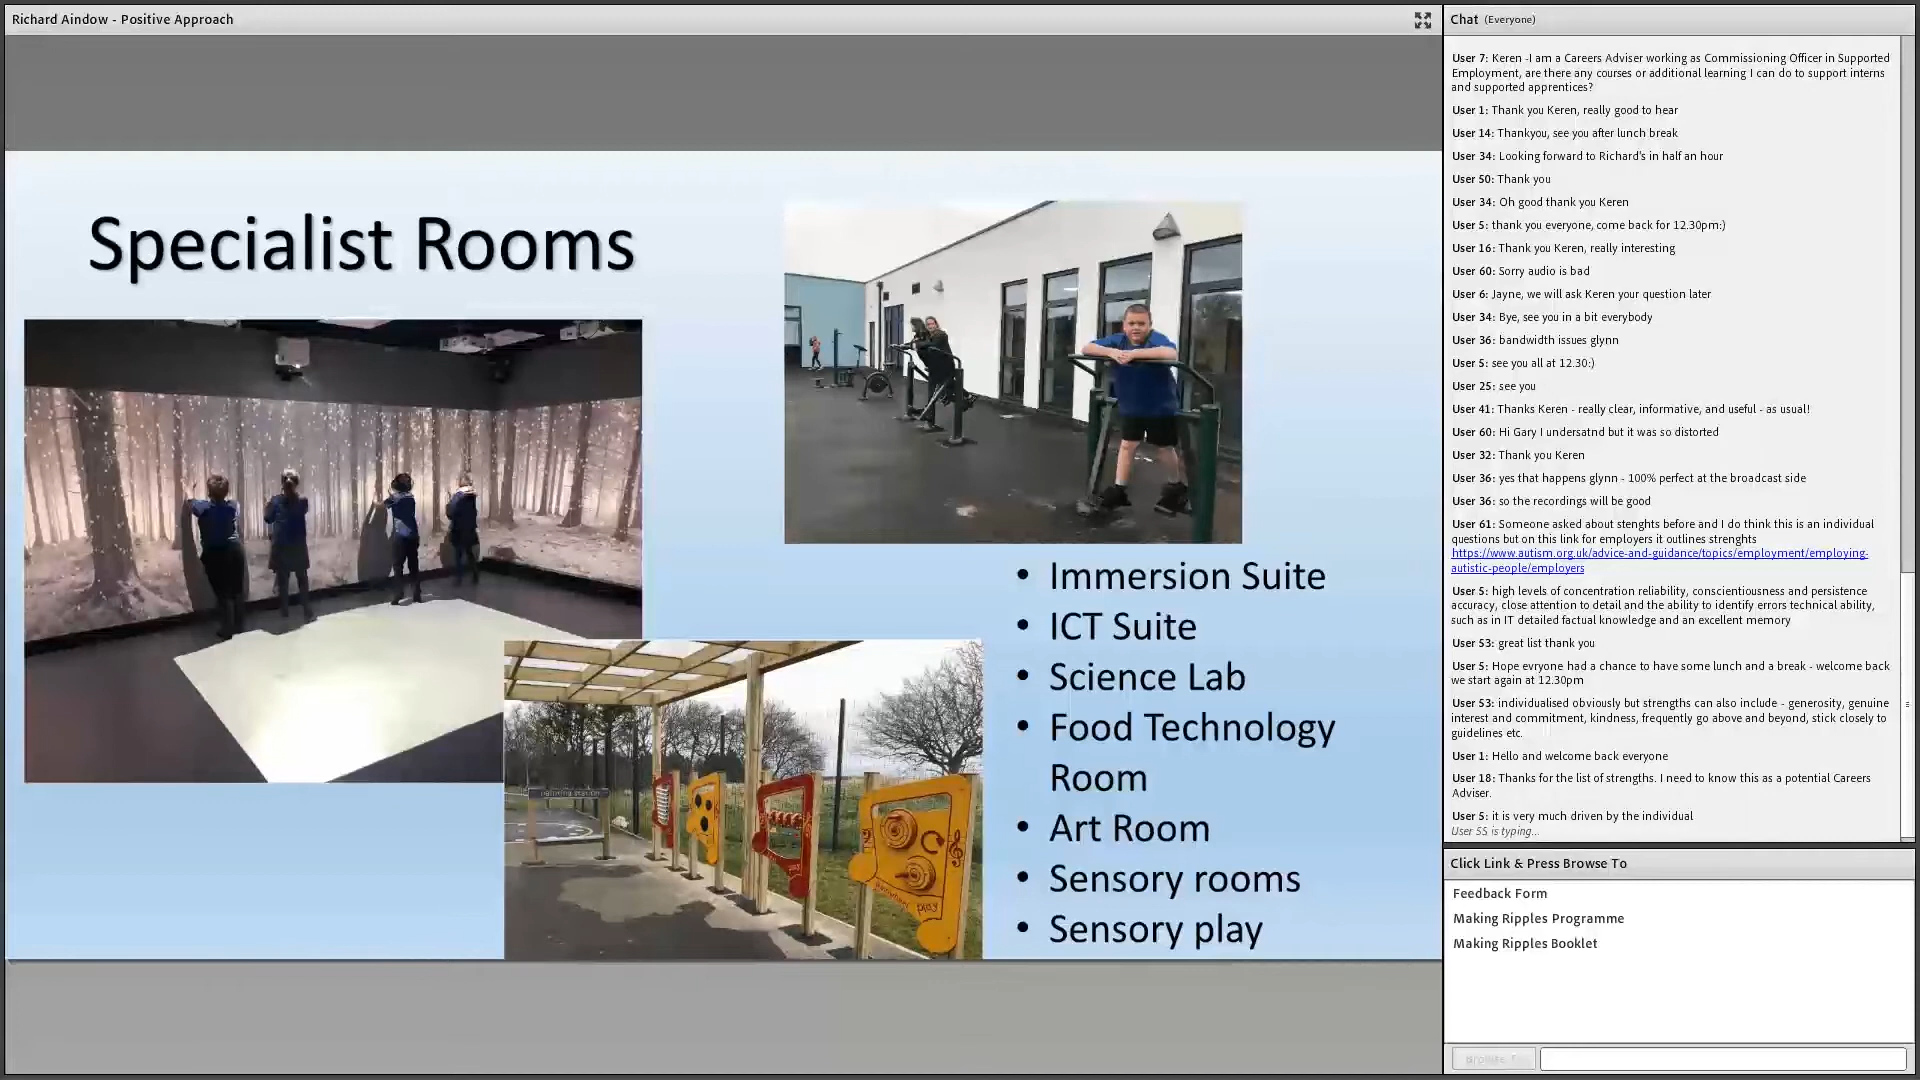 Richard Aindow - Positive Approach
Specialist Rooms
• Immersion Suite
• ICT Suite
• Science Lab
• Food Technology
Room
• Art Room
• Sensory rooms
• Sensory play
play
Chat (Everyone)
User 7: Keren -I am a Careers Adviser working as Commissioning Officer in Supported
Employment, are there any courses or additional learning I can do to support interns
and supported apprentices?
User 1: Thank you Keren, really good to hear
User 14: Thankyou, see you after lunch break
User 34: Looking forward to Richard's in half an hour
User 50: Thank you
User 34: Oh good thank you Keren
User 5: thank you everyone, come back for 12.30pm:)
User 16: Thank you Keren, really interesting
User 60: Sorry audio is bad
User 6: Jayne, we will ask Keren your question later
User 34: Bye, see you in a bit everybody
User 36: bandwidth issues glynn
User 5: see you all at 12.30:)
User 25: see you
User 41: Thanks Keren - really clear, informative, and useful - as usual!
User 60: Hi Gary I undersatnd but it was so distorted
User 32: Thank you Keren
User 36: yes that happens glynn - 100% perfect at the broadcast side
User 36: so the recordings will be good
User 61: Someone asked about stenghts before and I do think this is an individual
questions but on this link for employers it outlines strenghts
https://www.autism.org.uk/advice-and-guidance/topics/employment/employing-
autistic-people/employers
User 5: high levels of concentration reliability, conscientiousness and persistence
accuracy, close attention to detail and the ability to identify errors technical ability,
such as in IT detailed factual knowledge and an excellent memory
User 53: great list thank you
User 5: Hope evryone had a chance to have some lunch and a break - welcome back
we start again at 12.30pm
User 53: individualised obviously but strengths can also include - generosity, genuine
interest and commitment, kindness, frequently go above and beyond, stick closely to
guidelines etc.
User 1: Hello and welcome back everyone
User 18: Thanks for the list of strengths. I need to know this as a potential Careers
Adviser.
User 5: it is very much driven by the individual
User 55 is typing...
Click Link & Press Browse To
Feedback Form
Making Ripples Programme
Making Ripples Booklet
Browse To